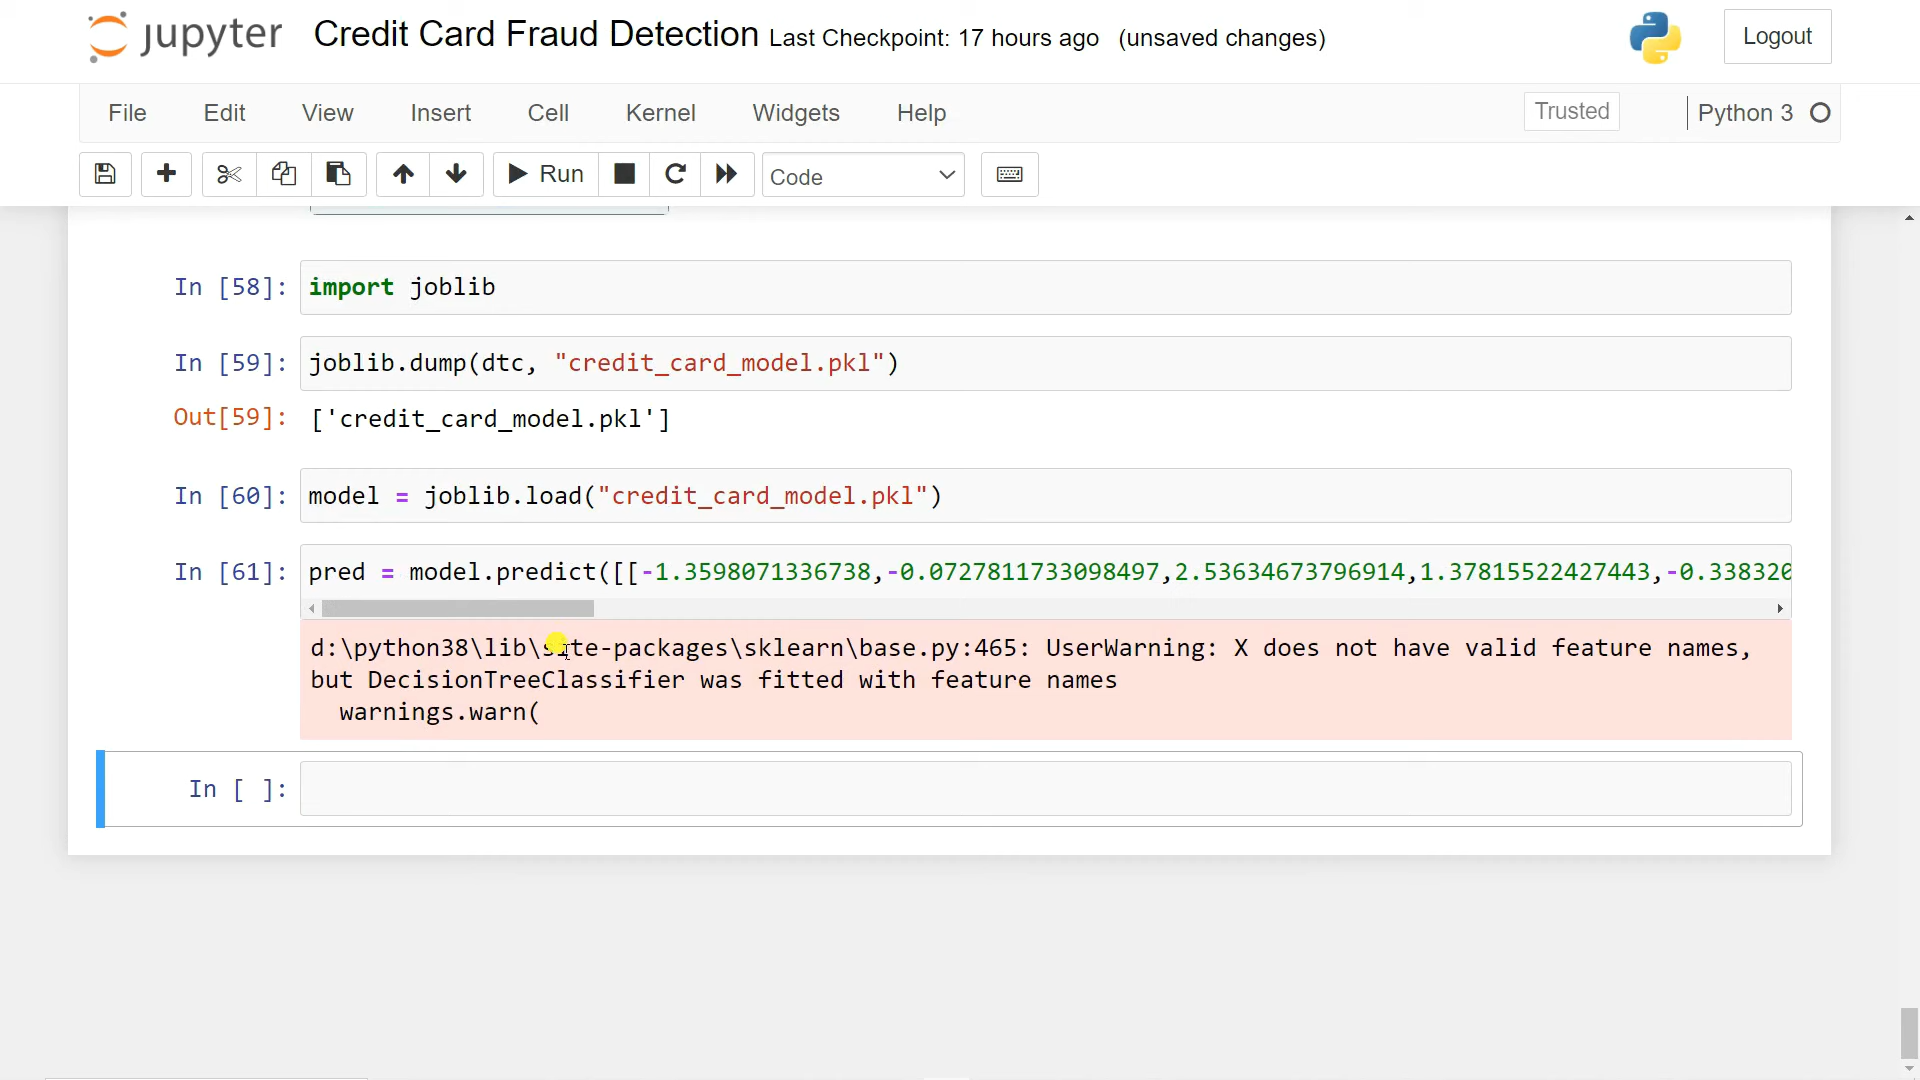 jupyter Credit Card Fraud Detection Last Checkpoint: 17 hours ago (unsaved changes) Logout
File Edit View Insert Cell Kernel Widgets Help Trusted Python 3
Run Code
In [58]: import joblib
In [59]: joblib.dump(dtc, "credit_card_model.pkl")
Out[59]: ['credit_card_model.pkl']
In [60]: model = joblib.load("credit_card_model.pkl")
In [61]: pred = model.predict([[-1.3598071336738,-0.0727811733098497,2.53634673796914,1.37815522427443,-0.338320
d:\python38\lib\site-packages\sklearn\base.py:465: UserWarning: X does not have valid feature names,
but DecisionTreeClassifier was fitted with feature names
warnings.warn(
In [ ]: